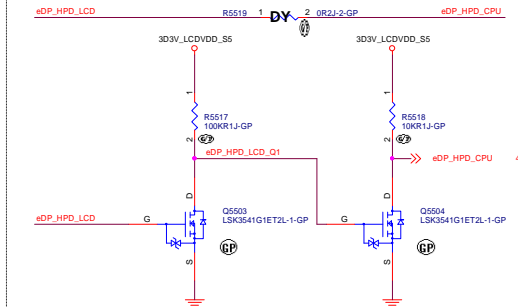 eDP_HPD_LCD
R5519
1
DY
2
0R2J-2-GP
eDP_HPD_CPU
3D3V_LCDVDD_S5
3D3V_LCDVDD_S5
1
R5517
100KR1J-GP
2
1
R5518
10KR1J-GP
2
eDP_HPD_LCD_Q1
eDP_HPD_CPU
4
D
Q5503
LSK3541G1ET2L-1-GP
D
Q5504
LSK3541G1ET2L-1-GP
eDP_HPD_LCD
G
G
GP
GP
S
S